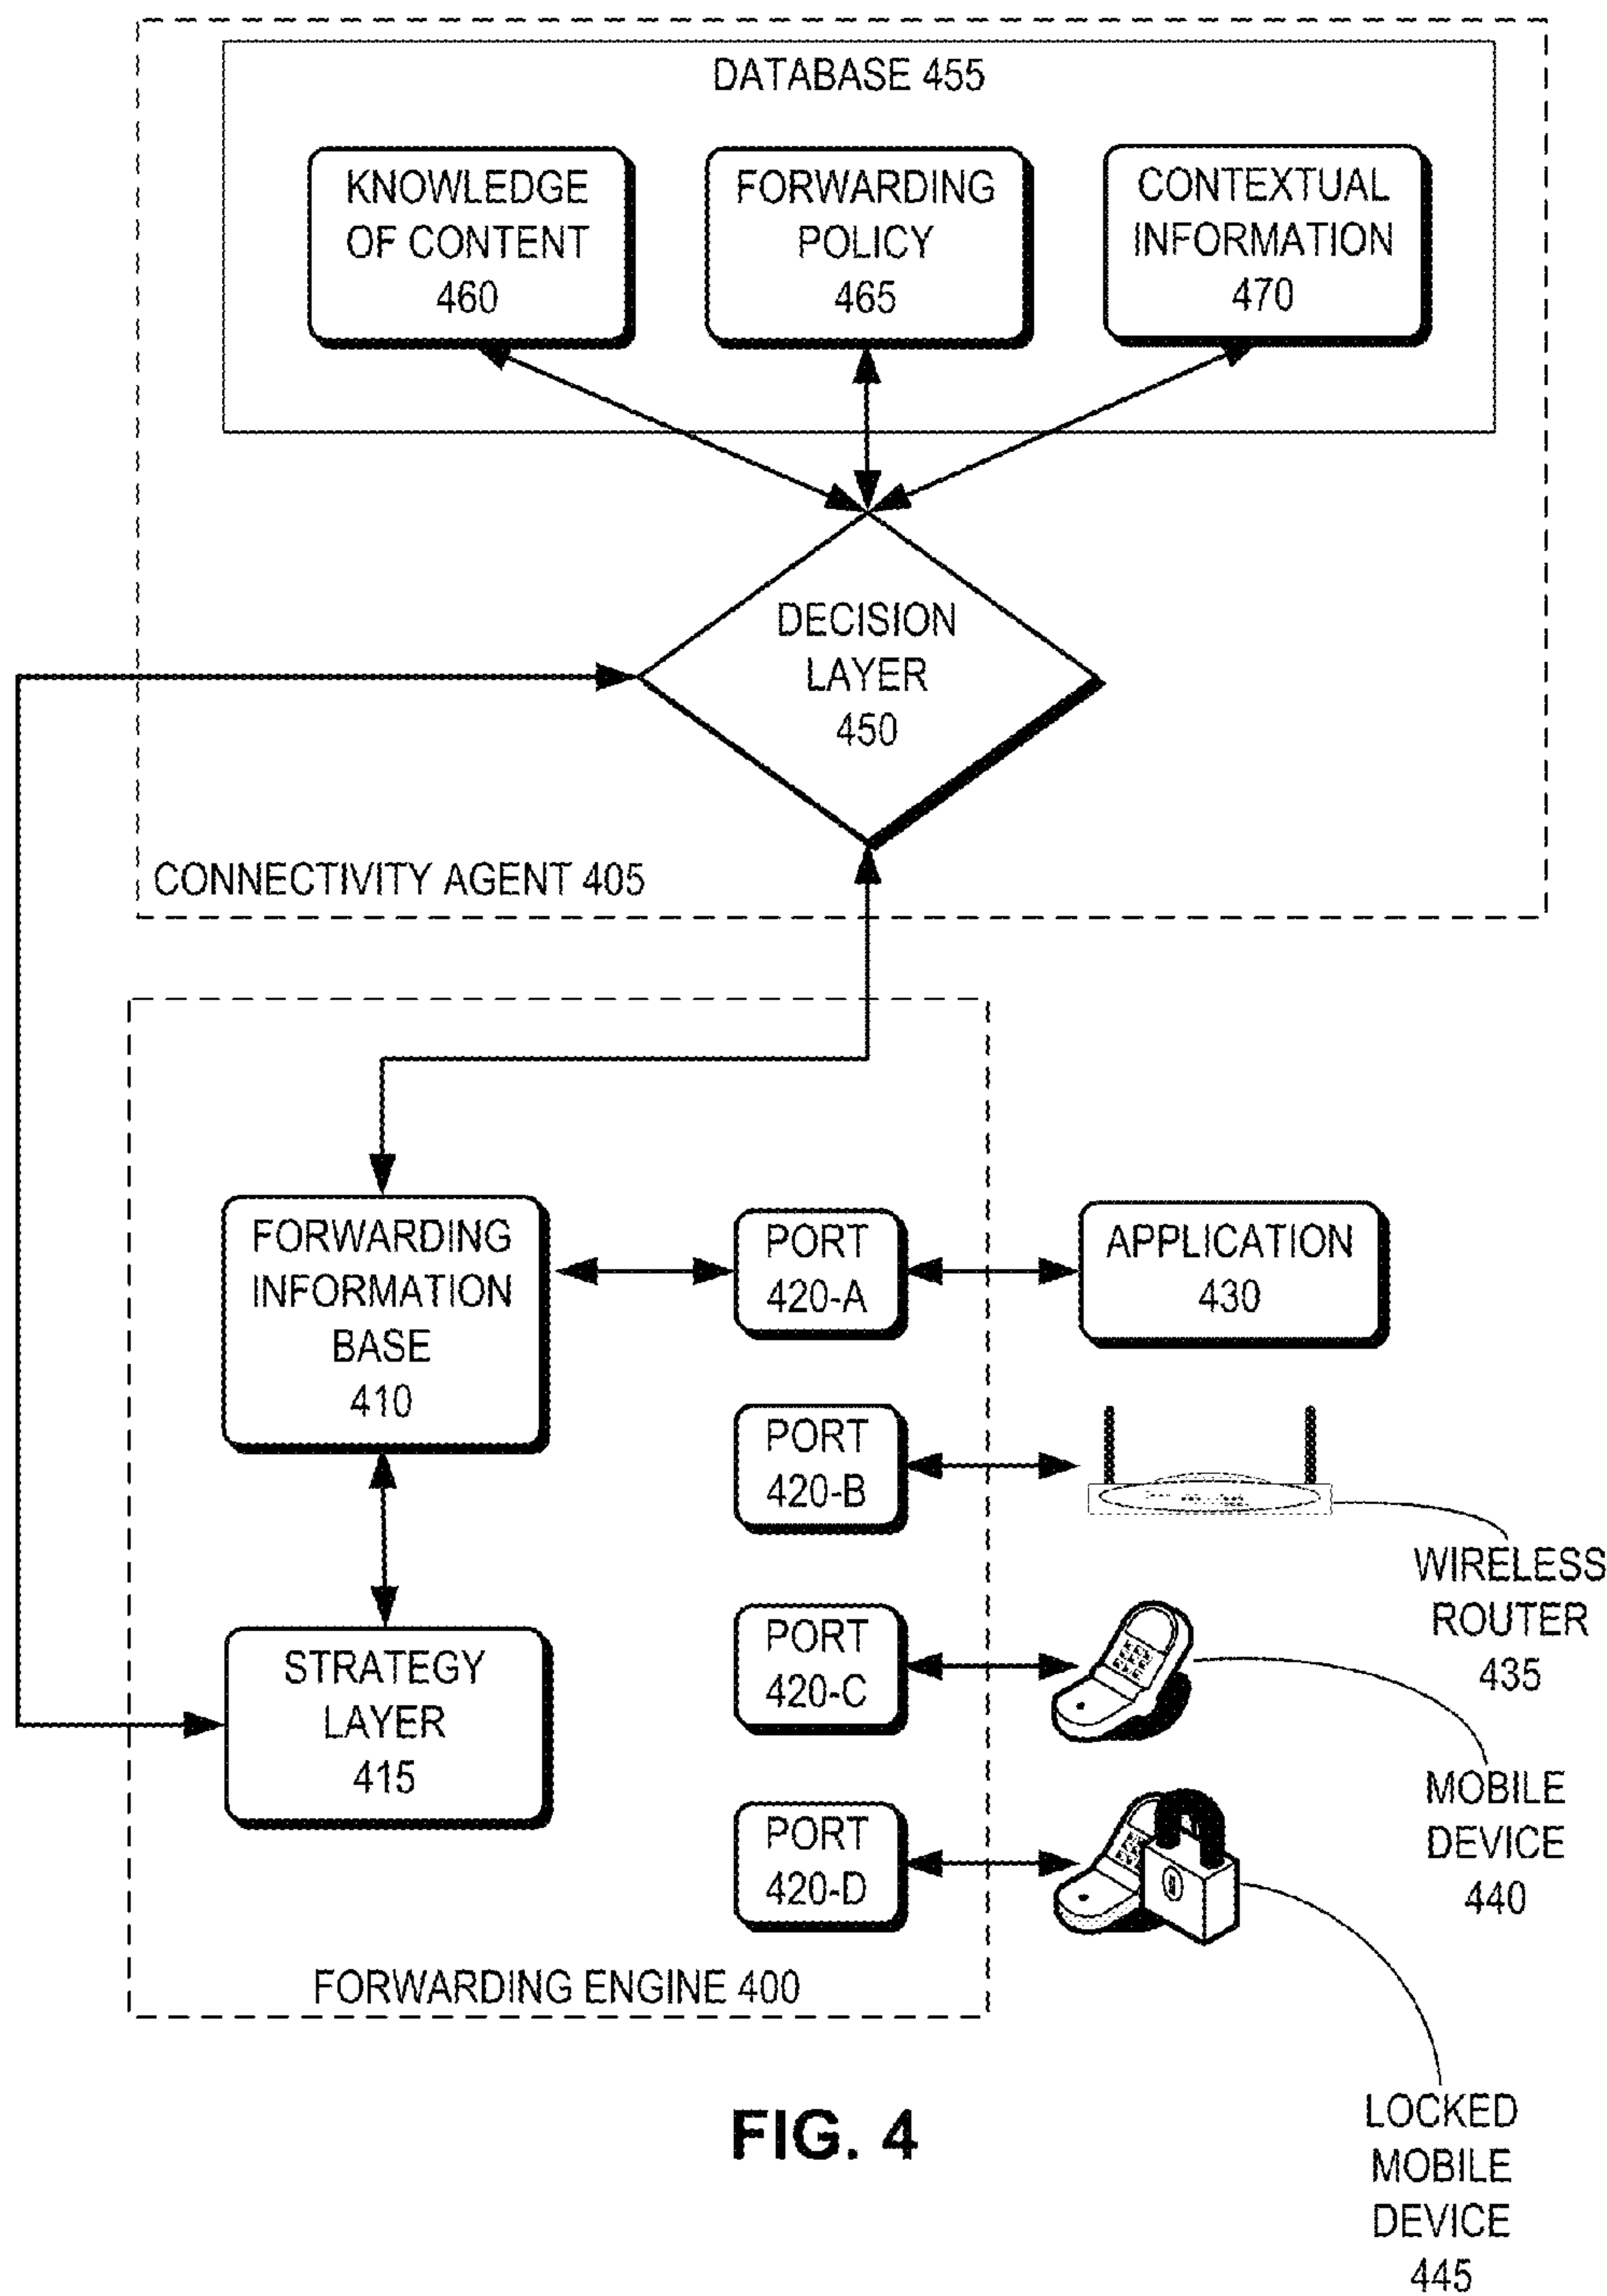 DATABASE 455
KNOWLEDGE
OF CONTENT
460
FORWARDING
POLICY
465
CONTEXTUAL
INFORMATION
470
DECISION
LAYER
450
CONNECTIVITY AGENT 405
FORWARDING
INFORMATION
BASE
410
PORT
420-A
APPLICATION
430
PORT
420-B
WIRELESS
ROUTER
435
STRATEGY
LAYER
415
PORT
420-C
MOBILE
DEVICE
440
PORT
420-D
FORWARDING ENGINE 400
LOCKED
MOBILE
DEVICE
445
FIG. 4